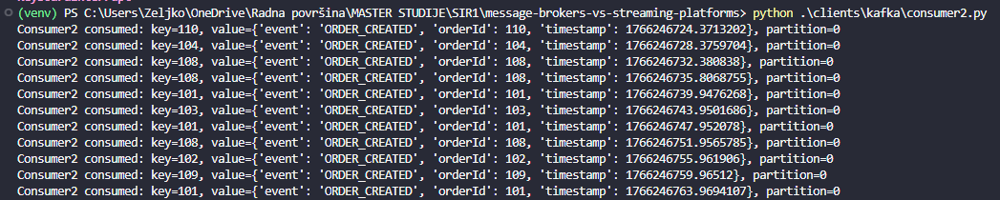 (venv) PS C:\Users\Zeljko\OneDrive\Radna površina\MASTER STUDIJE\SIR1\message-brokers-vs-streaming-platforms> python .\clients\kafka\consumer2.py
Consumer2 consumed: key=110, value={'event': 'ORDER_CREATED', 'orderId': 110, 'timestamp': 1766246724.3713202}, partition=0
Consumer2 consumed: key=104, value={'event': 'ORDER_CREATED', 'orderId': 104, 'timestamp': 1766246728.3759704}, partition=0
Consumer2 consumed: key=108, value={'event': 'ORDER_CREATED', 'orderId': 108, 'timestamp': 1766246732.380838}, partition=0
Consumer2 consumed: key=108, value={'event': 'ORDER_CREATED', 'orderId': 108, 'timestamp': 1766246735.8068755}, partition=0
Consumer2 consumed: key=101, value={'event': 'ORDER_CREATED', 'orderId': 101, 'timestamp': 1766246739.9476268}, partition=0
Consumer2 consumed: key=103, value={'event': 'ORDER_CREATED', 'orderId': 103, 'timestamp': 1766246743.9501686}, partition=0
Consumer2 consumed: key=101, value={'event': 'ORDER_CREATED', 'orderId': 101, 'timestamp': 1766246747.952078}, partition=0
Consumer2 consumed: key=108, value={'event': 'ORDER_CREATED', 'orderId': 108, 'timestamp': 1766246751.9565785}, partition=0
Consumer2 consumed: key=102, value={'event': 'ORDER_CREATED', 'orderId': 102, 'timestamp': 1766246755.961906}, partition=0
Consumer2 consumed: key=109, value={'event': 'ORDER_CREATED', 'orderId': 109, 'timestamp': 1766246759.96512}, partition=0
Consumer2 consumed: key=101, value={'event': 'ORDER_CREATED', 'orderId': 101, 'timestamp': 1766246763.9694107}, partition=0